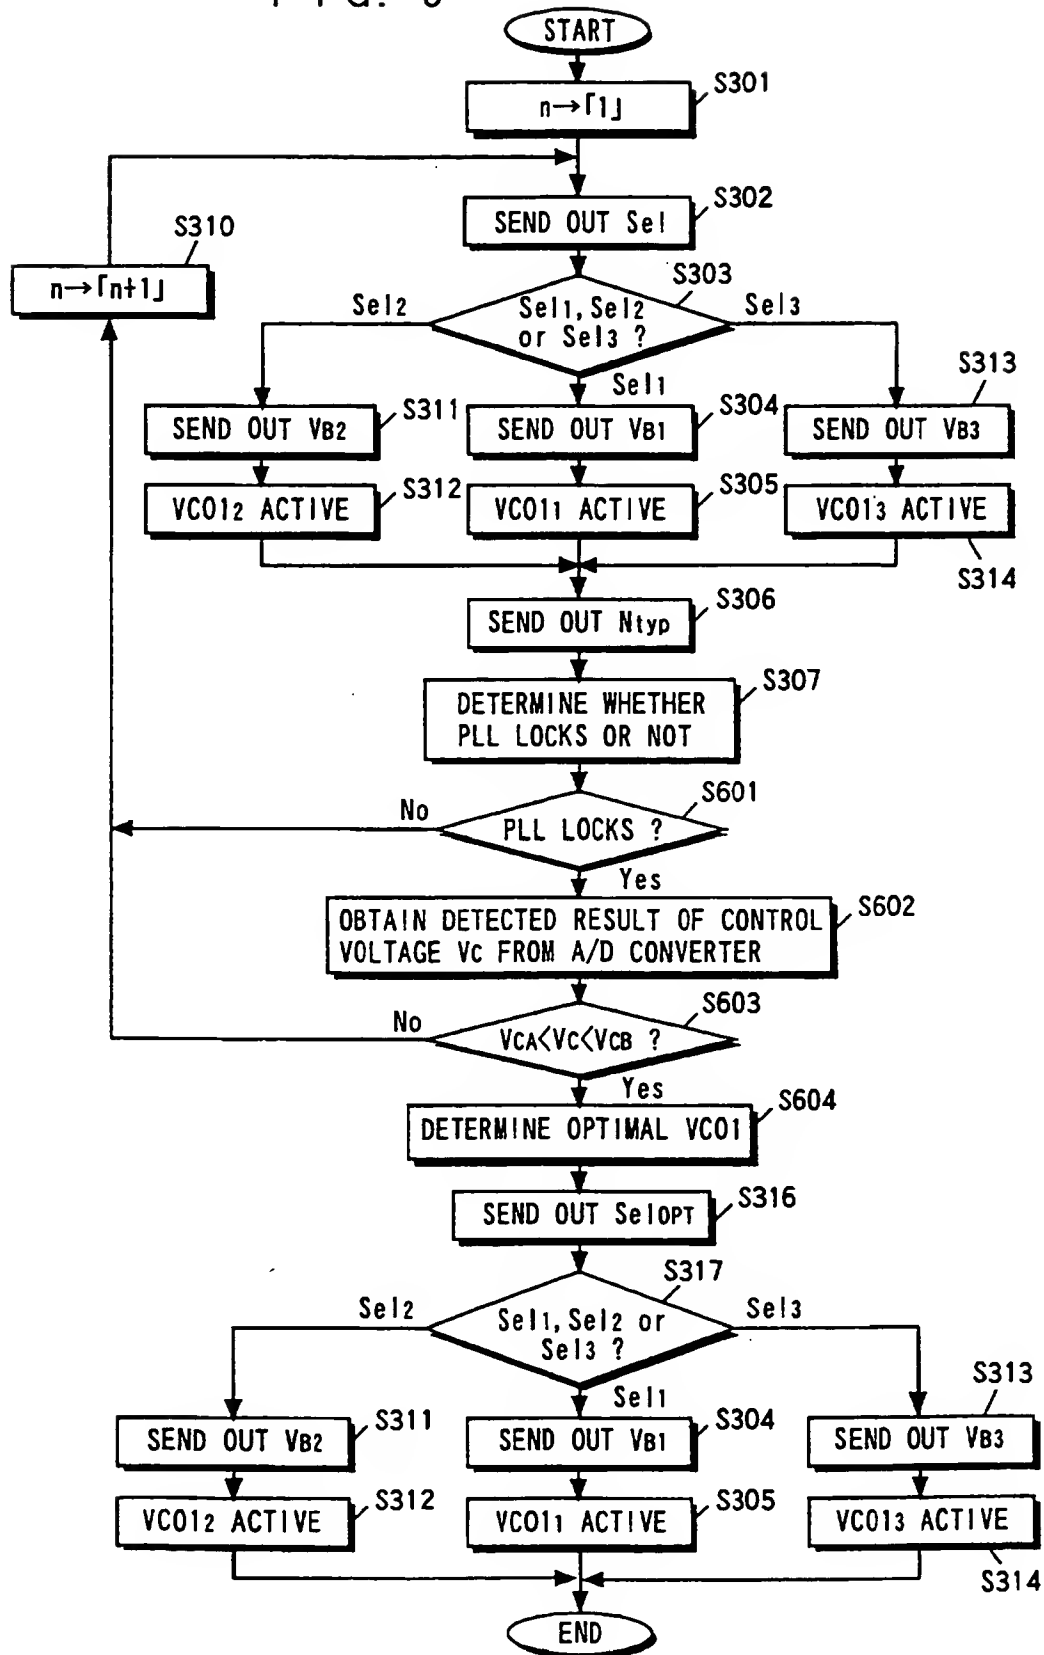 START
S301
n→「1」
S302
SEND OUT Sel
S310
n→「n+1」
S303
Sel1, Sel2
or Sel3 ?
Sel2
Sel3
Sel1
S311
SEND OUT VB2
S304
SEND OUT VB1
S313
SEND OUT VB3
S312
VCO12 ACTIVE
S305
VCO11 ACTIVE
VCO13 ACTIVE
S314
S306
SEND OUT Ntyp
S307
DETERMINE WHETHER
PLL LOCKS OR NOT
S601
No
PLL LOCKS ?
Yes
S602
OBTAIN DETECTED RESULT OF CONTROL
VOLTAGE VC FROM A/D CONVERTER
S603
No
VCA<VC<VCB ?
Yes
S604
DETERMINE OPTIMAL VCO1
S316
SEND OUT SelOPT
S317
Sel2
Sel3
Sel1, Sel2 or
Sel3 ?
Sel1
S311
SEND OUT VB2
S304
SEND OUT VB1
S313
SEND OUT VB3
S312
VCO12 ACTIVE
S305
VCO11 ACTIVE
VCO13 ACTIVE
S314
END